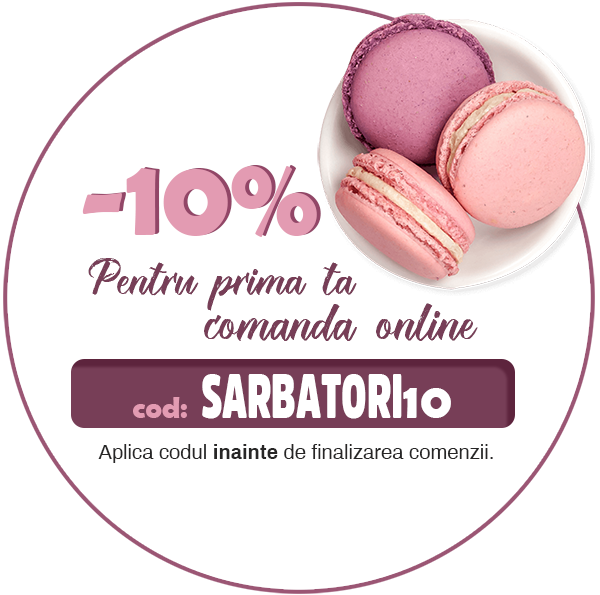 -10%
Pentru prima ta
comanda online
cod: SARBATORI10
Aplica codul inainte de finalizarea comenzii.